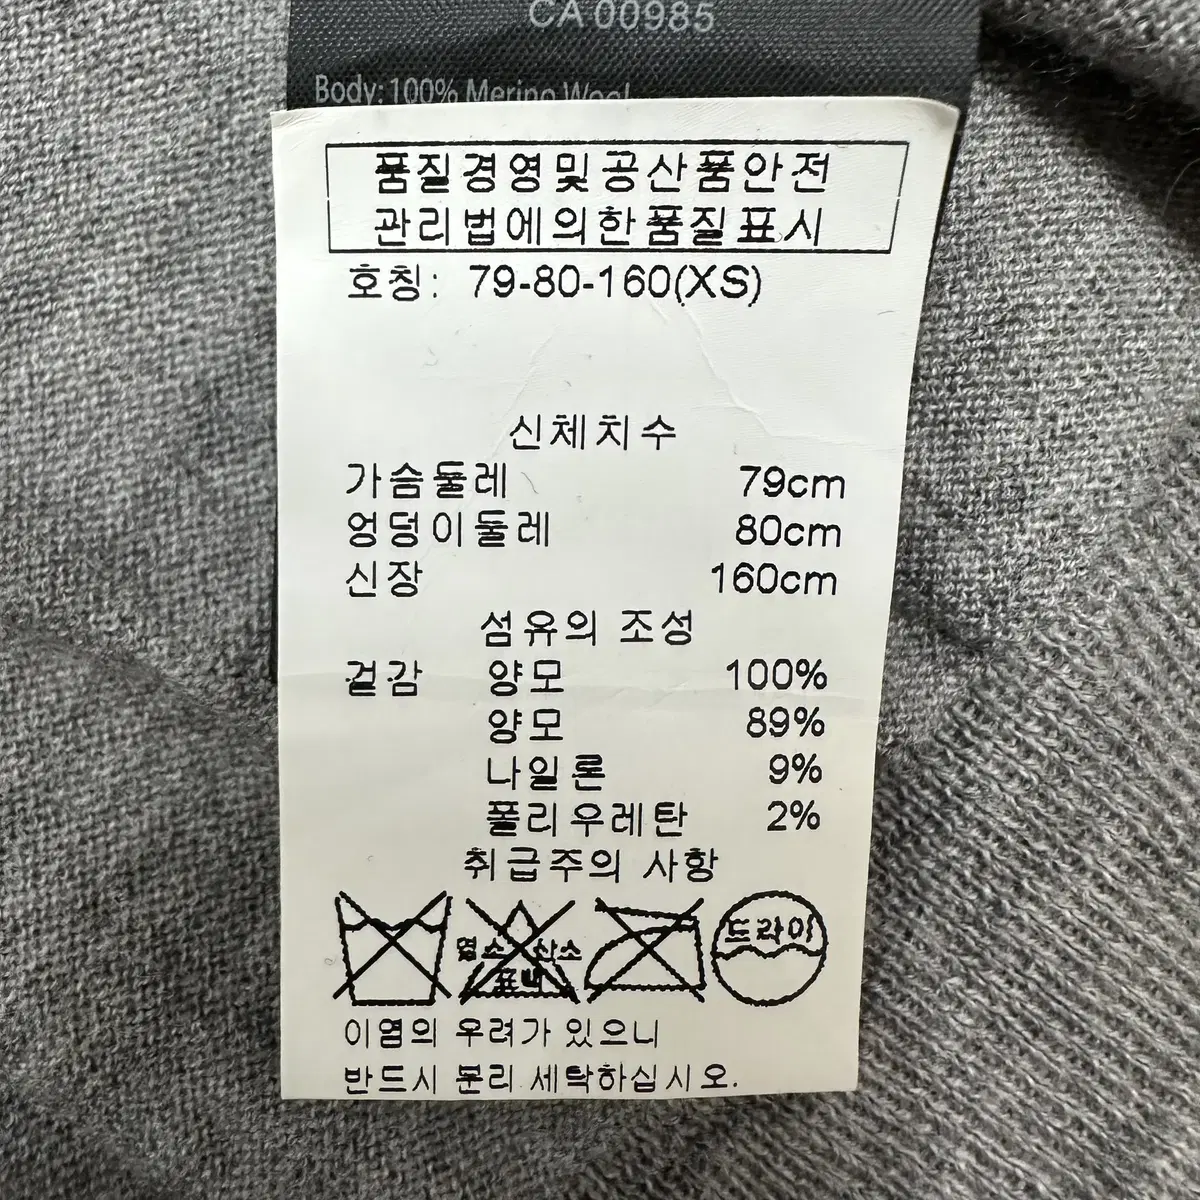 CA 00985
Body: 100% Merino Wool
품질경영및공산품안전
관리법에의한품질표시
호칭: 79-80-160(XS)
신체치수
가슴둘레 79cm
엉덩이둘레 80cm
신장 160cm
섬유의 조성
겉감 양모 100%
양모 89%
나일론 9%
폴리우레탄 2%
취급주의 사항
염소 산소 드라이
표백
이염의 우려가 있으니
반드시 분리 세탁하십시오.